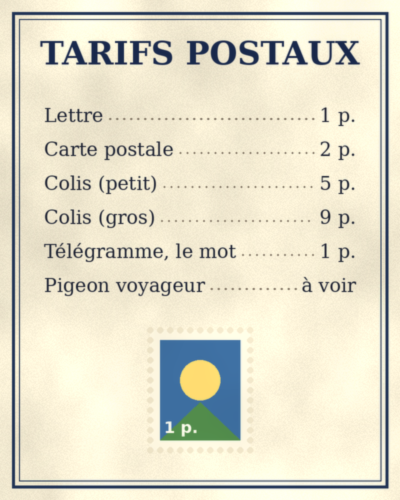 TARIFS POSTAUX
Lettre 1 p.
Carte postale 2 p.
Colis (petit) 5 p.
Colis (gros) 9 p.
Télégramme, le mot 1 p.
Pigeon voyageur à voir
1 p.